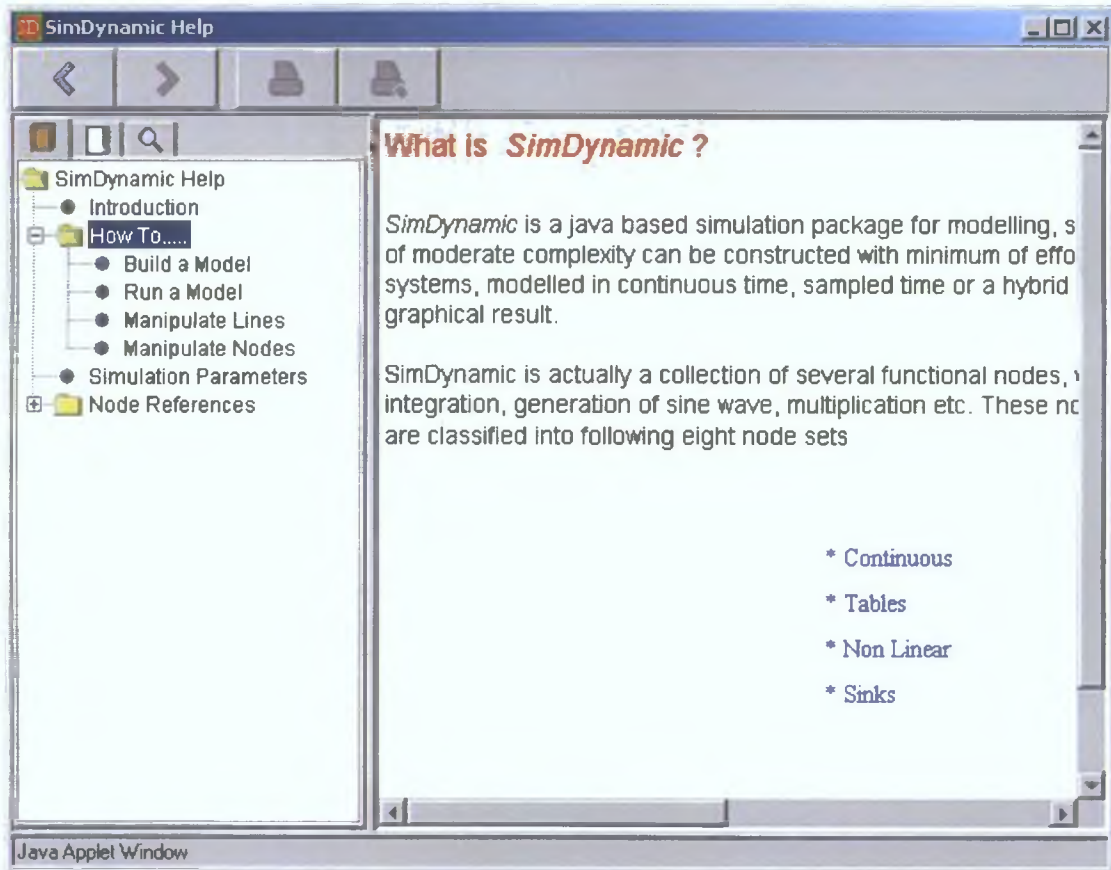 SimDynamic Help
SimDynamic Help
Introduction
How To.....
Build a Model
Run a Model
Manipulate Lines
Manipulate Nodes
Simulation Parameters
Node References
What is SimDynamic ?
SimDynamic is a java based simulation package for modelling, s
of moderate complexity can be constructed with minimum of effo
systems, modelled in continuous time, sampled time or a hybrid
graphical result.
SimDynamic is actually a collection of several functional nodes,
integration, generation of sine wave, multiplication etc. These no
are classified into following eight node sets
* Continuous
* Tables
* Non Linear
* Sinks
Java Applet Window